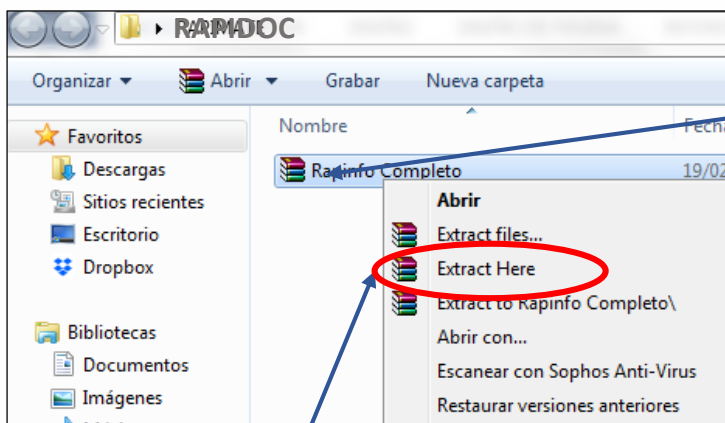 RAPIDOC
Organizar Abrir Grabar Nueva carpeta
Favoritos
Descargas
Sitios recientes
Escritorio
Dropbox
Bibliotecas
Documentos
Imágenes
Nombre
Rapinfo Completo 19/02
Abrir
Extract files...
Extract Here
Extract to Rapinfo Completo\
Abrir con...
Escanear con Sophos Anti-Virus
Restaurar versiones anteriores